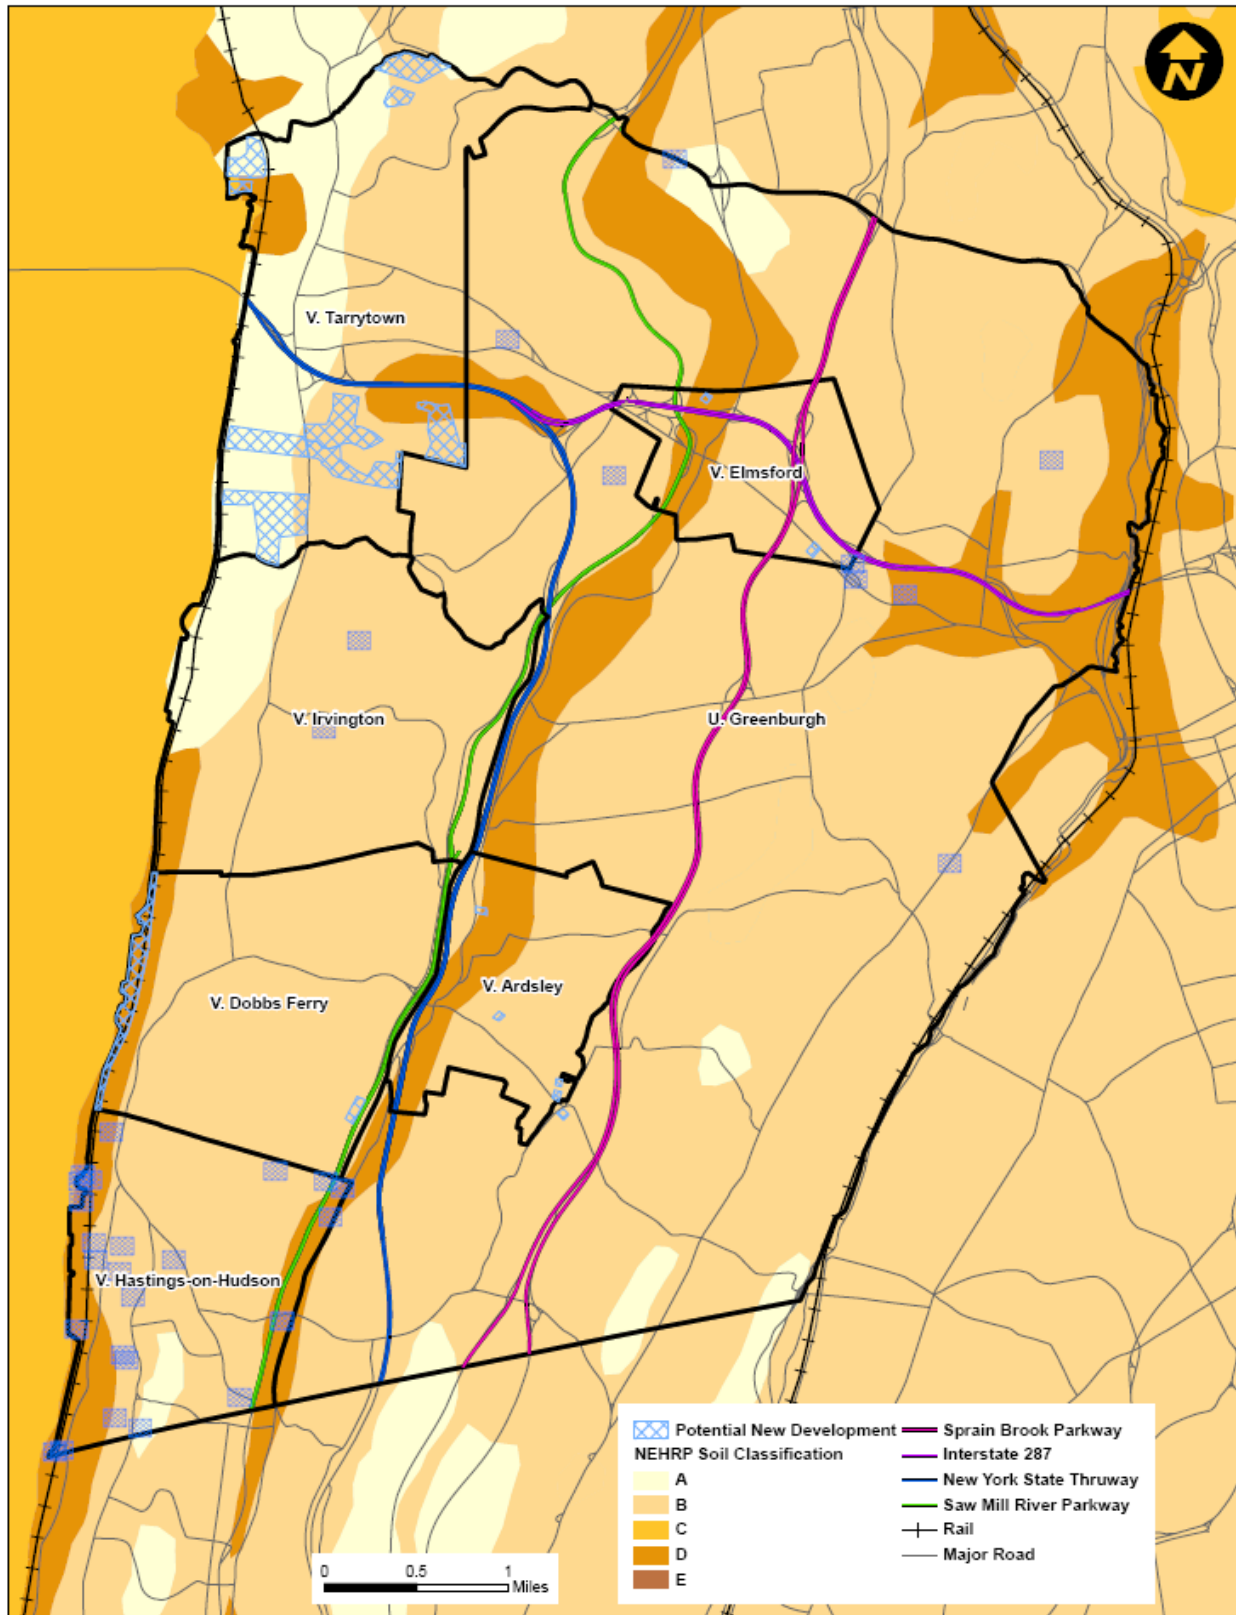 N
V. Tarrytown
V. Elmsford
V. Irvington
U. Greenburgh
V. Ardsley
V. Dobbs Ferry
V. Hastings-on-Hudson
Potential New Development
NEHRP Soil Classification
A
B
C
D
E
Sprain Brook Parkway
Interstate 287
New York State Thruway
Saw Mill River Parkway
Rail
Major Road
0 0.5 1
Miles